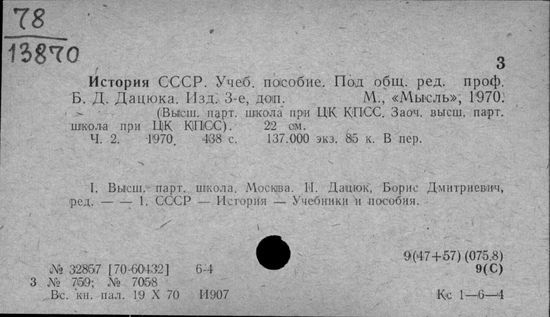 78
13870
3
История СССР. Учеб. пособие. Под общ. ред. проф.
Б. Д. Дацюка. Изд. 3-е, доп. М., «Мысль», 1970.
(Высш. парт. школа при ЦК КПСС. Заоч. высш. парт.
школа при ЦК КПСС). 22 см.
Ч. 2. 1970. 438 с. 137.000 экз. 85 к. В пер.
I. Высш. парт. школа. Москва. II. Дацюк, Борис Дмитриевич,
ред. — — 1. СССР — История — Учебники и пособия.
9(47+57) (075.8)
№ 32857 [70-60432] 6-4 9(С)
3 № 759; № 7058
Вс. кн. пал. 19 X 70 И907 Кс 1—6—4